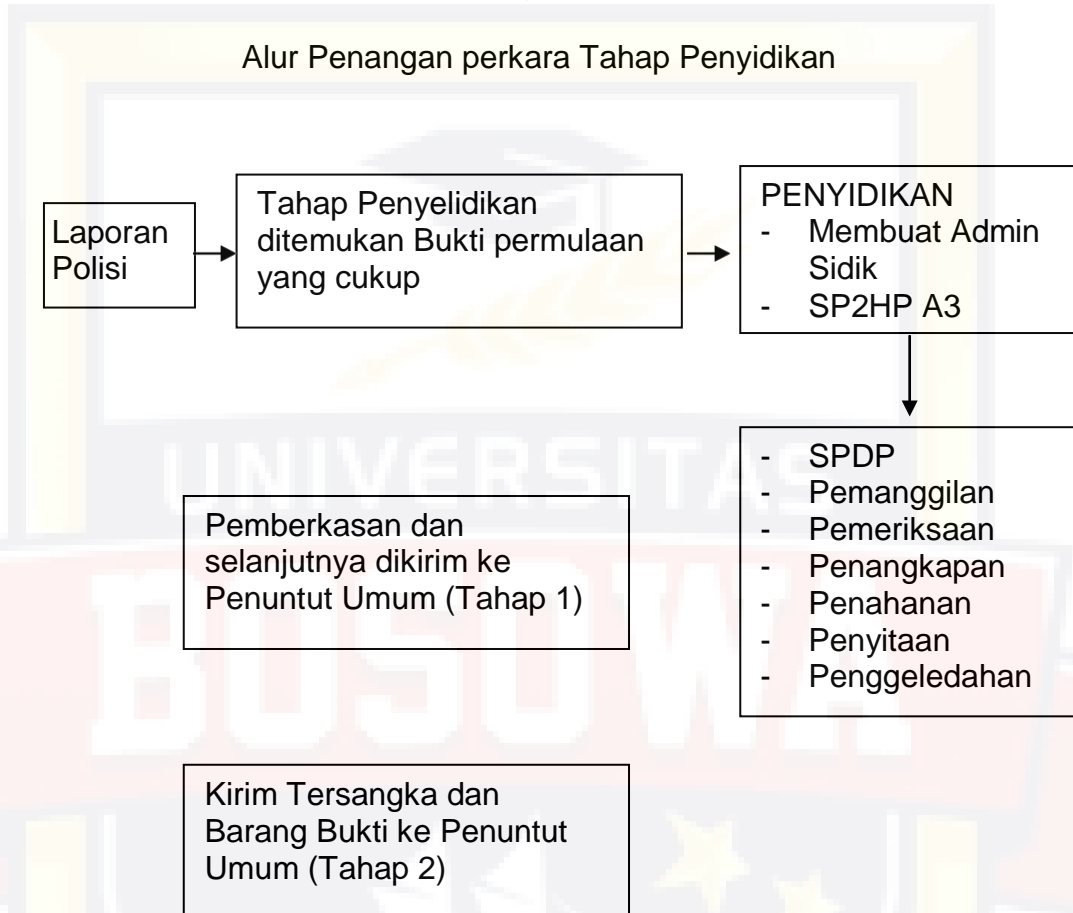 Alur Penangan perkara Tahap Penyidikan
Laporan
Polisi
Tahap Penyelidikan
ditemukan Bukti permulaan
yang cukup
PENYIDIKAN
- Membuat Admin
Sidik
- SP2HP A3
- SPDP
- Pemanggilan
- Pemeriksaan
- Penangkapan
- Penahanan
- Penyitaan
- Penggeledahan
Pemberkasan dan
selanjutnya dikirim ke
Penuntut Umum (Tahap 1)
Kirim Tersangka dan
Barang Bukti ke Penuntut
Umum (Tahap 2)
UNIVERSITAS
BOSOWA